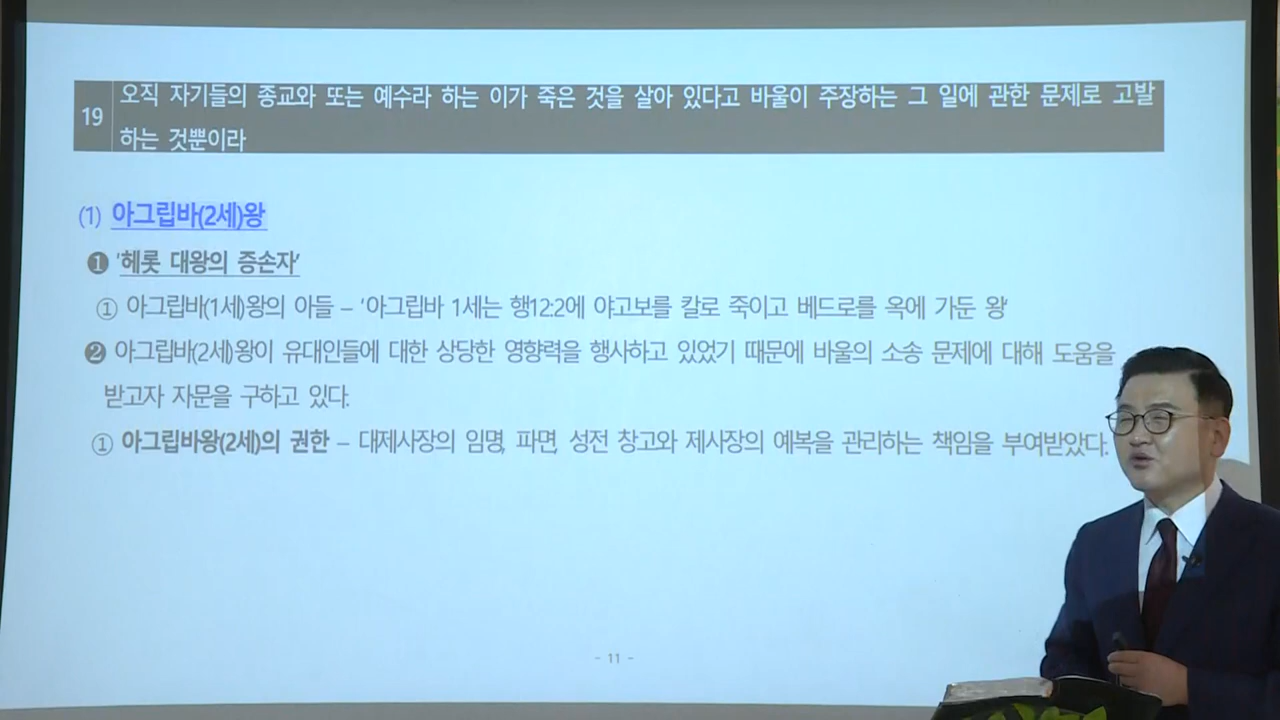 19 오직 자기들의 종교와 또는 예수라 하는 이가 죽은 것을 살아 있다고 바울이 주장하는 그 일에 관한 문제로 고발
하는 것뿐이라
(1) 아그립바(2세)왕
❶ '헤롯 대왕의 증손자'
① 아그립바(1세)왕의 아들 – '아그립바 1세는 행12:2에 야고보를 칼로 죽이고 베드로를 옥에 가둔 왕'
❷ 아그립바(2세)왕이 유대인들에 대한 상당한 영향력을 행사하고 있었기 때문에 바울의 소송 문제에 대해 도움을
받고자 자문을 구하고 있다.
① 아그립바왕(2세)의 권한 – 대제사장의 임명, 파면, 성전 창고와 제사장의 예복을 관리하는 책임을 부여받았다.
- 11 -